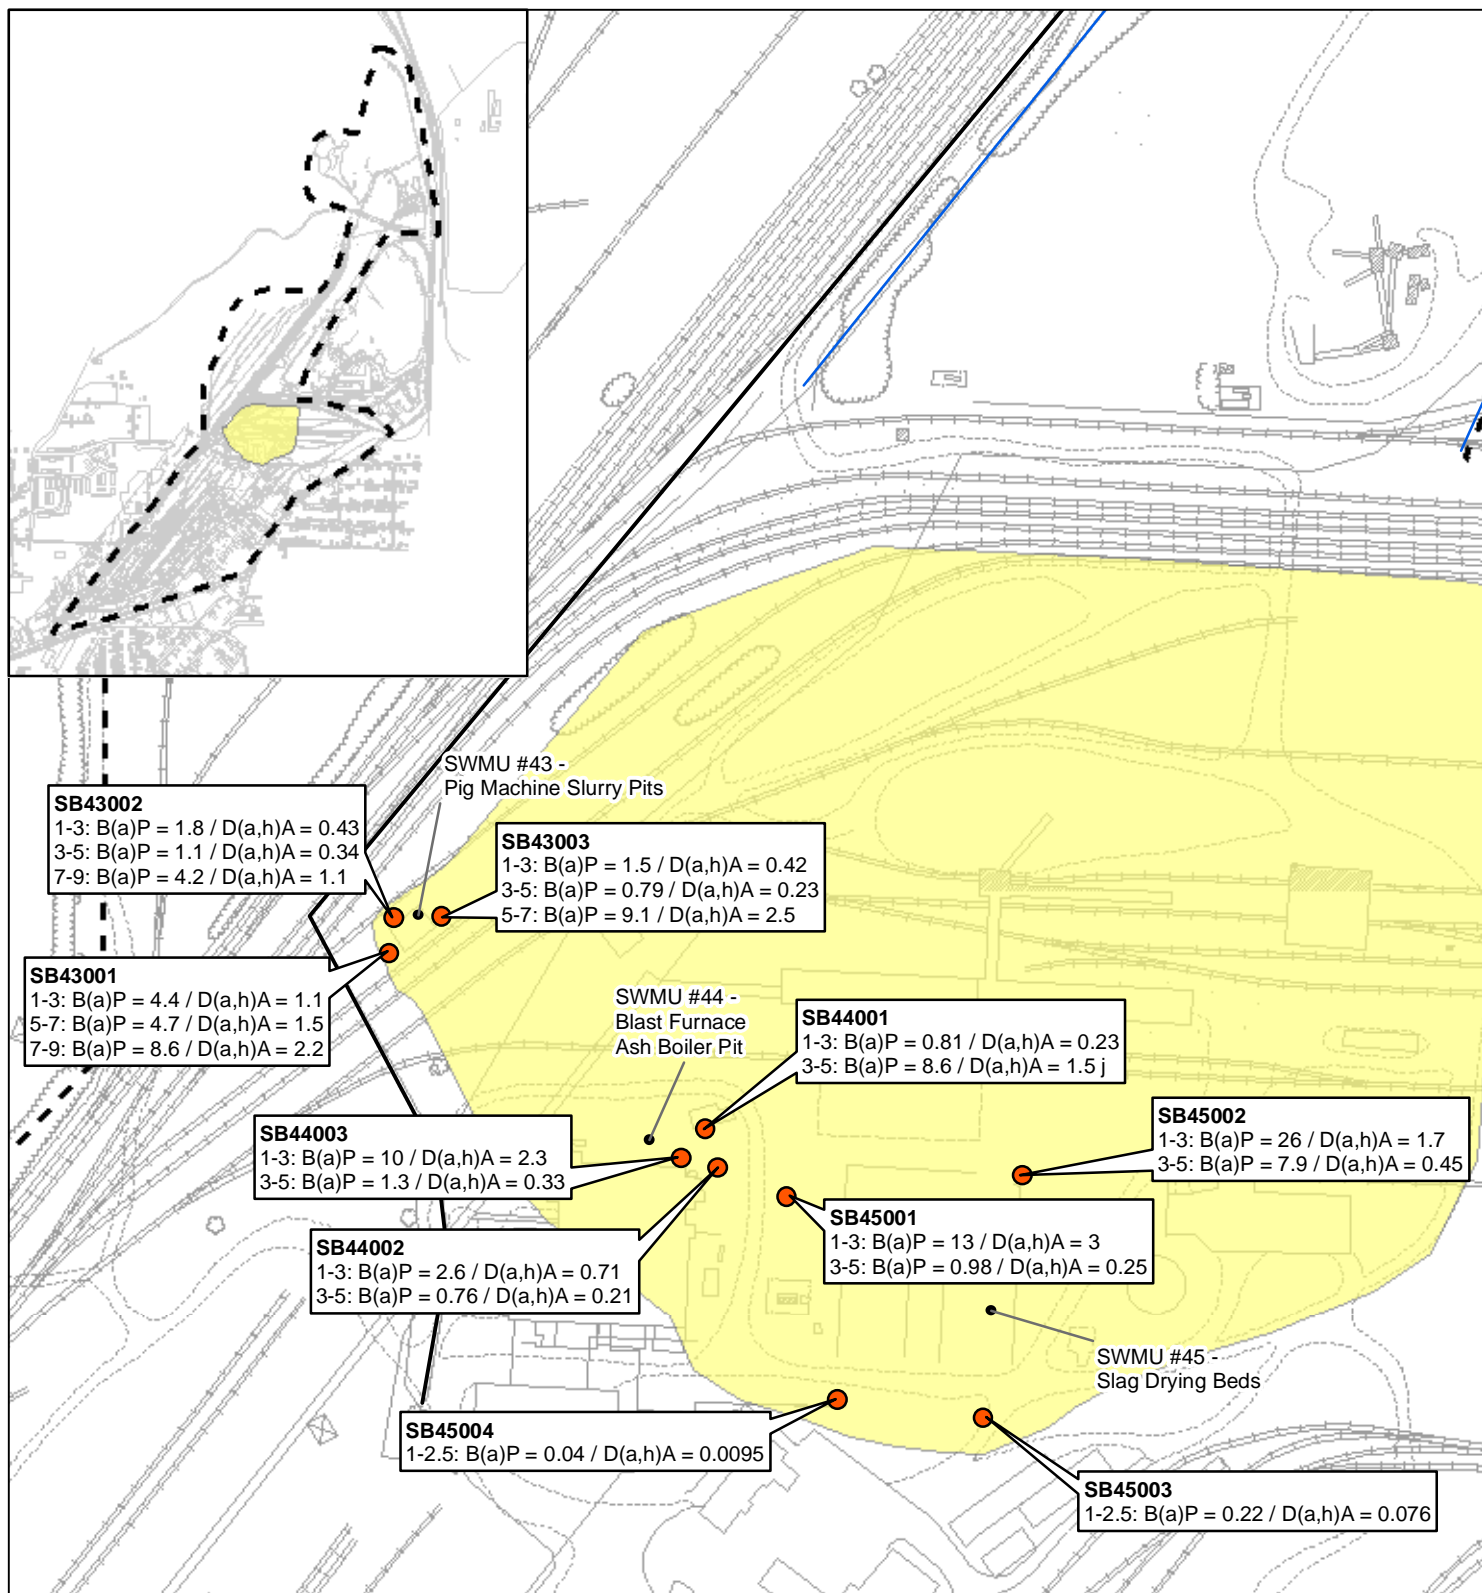 SWMU #43 -
Pig Machine Slurry Pits
SB43002
1-3: B(a)P = 1.8 / D(a,h)A = 0.43
3-5: B(a)P = 1.1 / D(a,h)A = 0.34
7-9: B(a)P = 4.2 / D(a,h)A = 1.1
SB43003
1-3: B(a)P = 1.5 / D(a,h)A = 0.42
3-5: B(a)P = 0.79 / D(a,h)A = 0.23
5-7: B(a)P = 9.1 / D(a,h)A = 2.5
SB43001
1-3: B(a)P = 4.4 / D(a,h)A = 1.1
5-7: B(a)P = 4.7 / D(a,h)A = 1.5
7-9: B(a)P = 8.6 / D(a,h)A = 2.2
SWMU #44 -
Blast Furnace
Ash Boiler Pit
SB44001
1-3: B(a)P = 0.81 / D(a,h)A = 0.23
3-5: B(a)P = 8.6 / D(a,h)A = 1.5 j
SB44003
1-3: B(a)P = 10 / D(a,h)A = 2.3
3-5: B(a)P = 1.3 / D(a,h)A = 0.33
SB45002
1-3: B(a)P = 26 / D(a,h)A = 1.7
3-5: B(a)P = 7.9 / D(a,h)A = 0.45
SB45001
1-3: B(a)P = 13 / D(a,h)A = 3
3-5: B(a)P = 0.98 / D(a,h)A = 0.25
SB44002
1-3: B(a)P = 2.6 / D(a,h)A = 0.71
3-5: B(a)P = 0.76 / D(a,h)A = 0.21
SWMU #45 -
Slag Drying Beds
SB45004
1-2.5: B(a)P = 0.04 / D(a,h)A = 0.0095
SB45003
1-2.5: B(a)P = 0.22 / D(a,h)A = 0.076